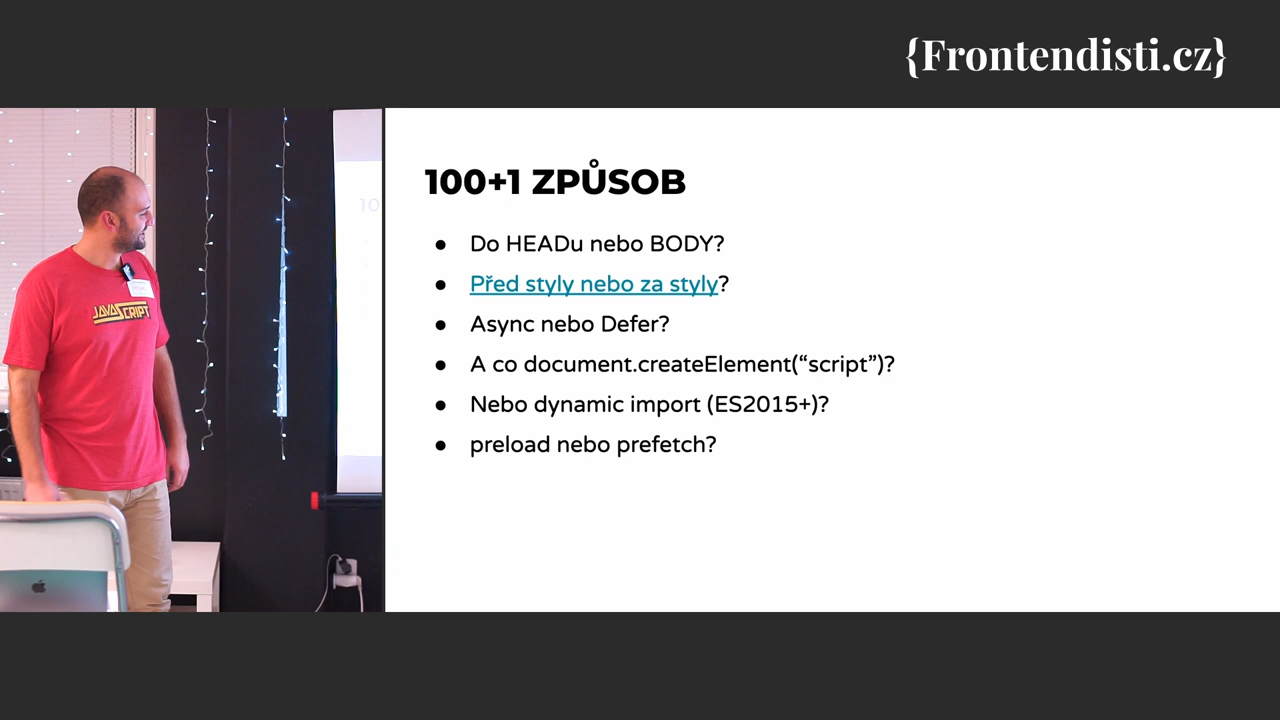 {Frontendisti.cz}
100+1 ZPŮSOB
● Do HEADu nebo BODY?
● Před styly nebo za styly?
● Async nebo Defer?
● A co document.createElement(“script”)?
● Nebo dynamic import (ES2015+)?
● preload nebo prefetch?
JAVASCRIPT
10